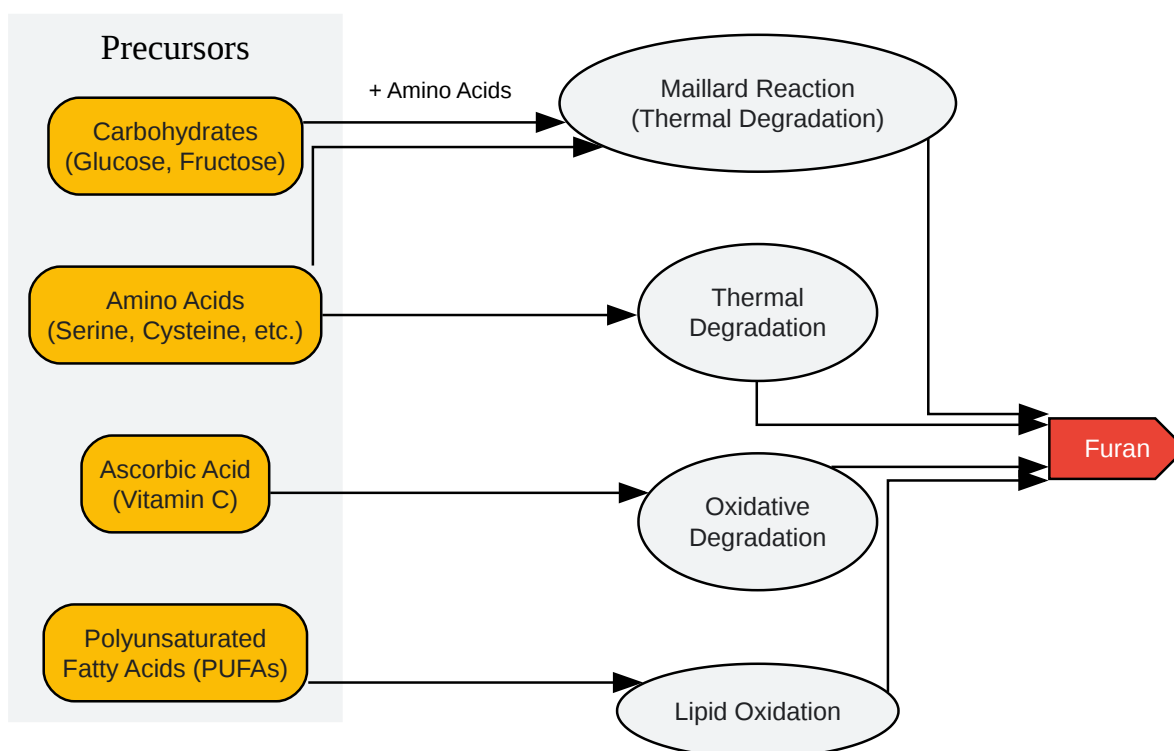 Precursors
Carbohydrates
(Glucose, Fructose)
+ Amino Acids
Maillard Reaction
(Thermal Degradation)
Amino Acids
(Serine, Cysteine, etc.)
Thermal
Degradation
Furan
Ascorbic Acid
(Vitamin C)
Oxidative
Degradation
Polyunsaturated
Fatty Acids (PUFAs)
Lipid Oxidation